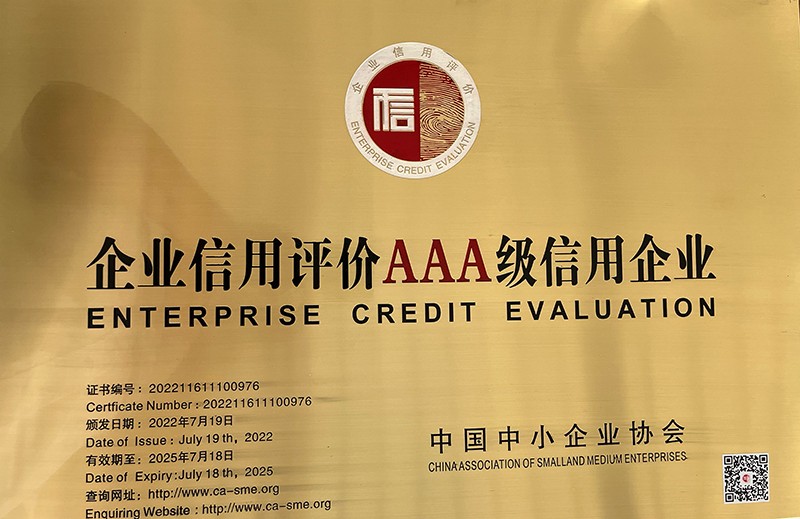 企业信用评价
信
ENTERPRISE CREDIT EVALUATION
企业信用评价AAA级信用企业
ENTERPRISE CREDIT EVALUATION
证书编号：202211611100976
Certficate Number：202211611100976
颁发日期：2022年7月19日
Date of Issue：July 19 th，2022
有效期至：2025年7月18日
Date of Expiry:July 18 th，2025
查询网址：http://www.ca-sme.org
Enquiring Website：http://www.ca-sme.org
中国中小企业协会
CHINA ASSOCIATION OF SMALLAND MEDIUM ENTERPRISES